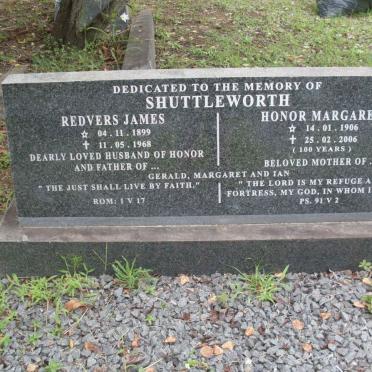 DEDICATED TO THE MEMORY OF
SHUTTLEWORTH
REDVERS JAMES
☆ 04 . 11 . 1899
✝ 11 . 05 . 1968
DEARLY LOVED HUSBAND OF HONOR
AND FATHER OF ...
HONOR MARGARE
☆ 14 . 01 . 1906
✝ 25 . 02 . 2006
( 100 YEARS )
BELOVED MOTHER OF ..
GERALD, MARGARET AND IAN
" THE JUST SHALL LIVE BY FAITH."
ROM: 1 V 17
" THE LORD IS MY REFUGE A
FORTRESS, MY GOD, IN WHOM I
PS. 91 V 2